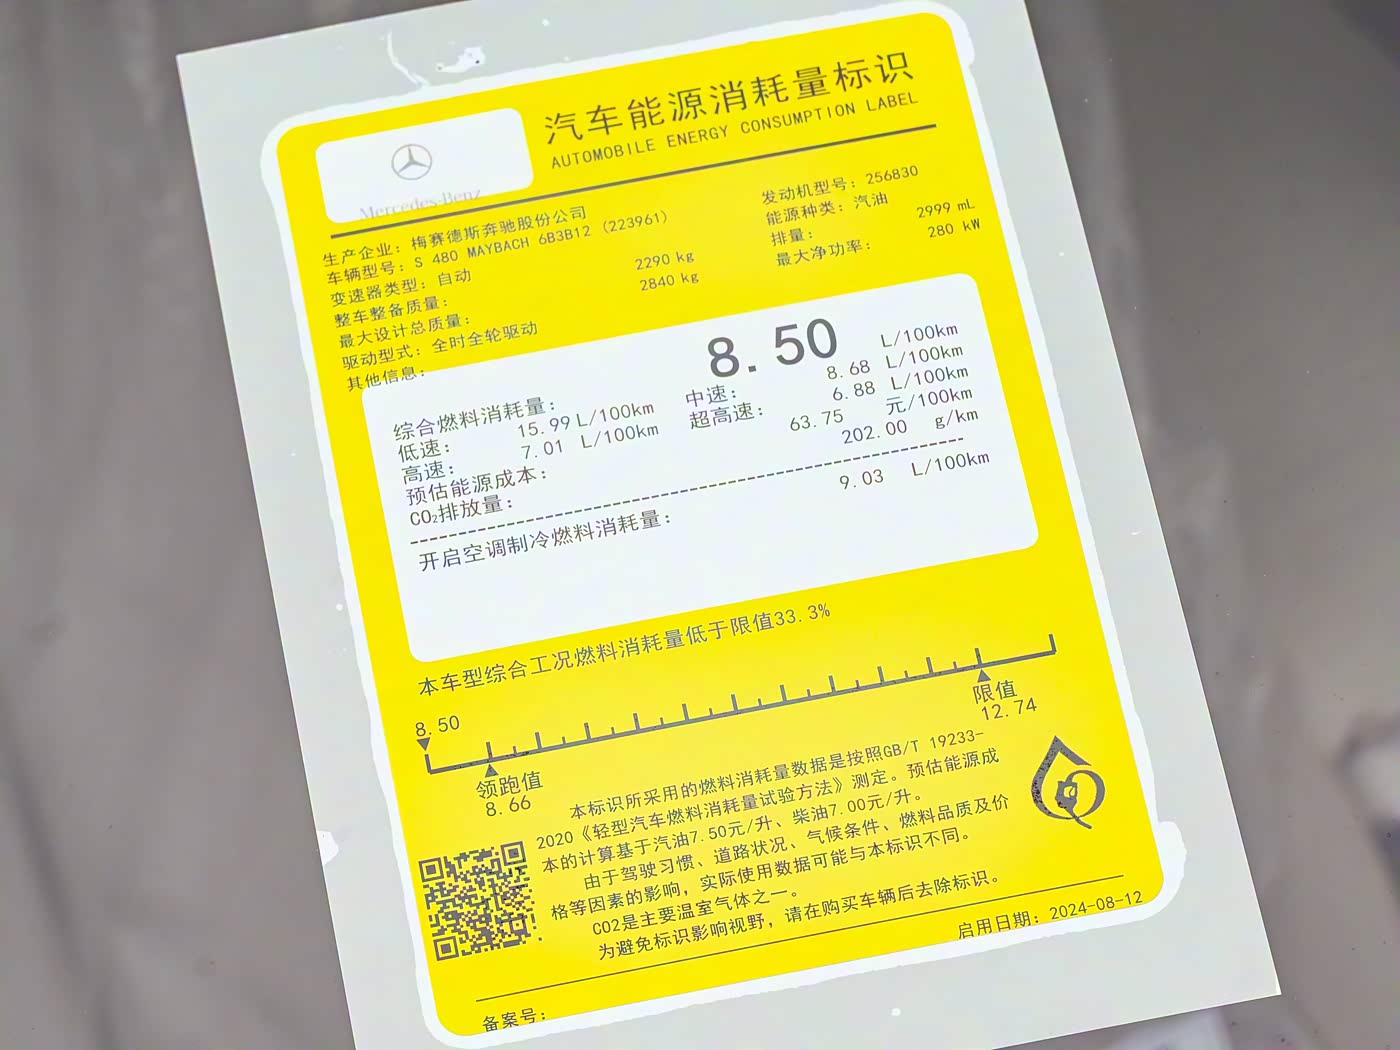 汽车能源消耗量标识
AUTOMOBILE ENERGY CONSUMPTION LABEL
Mercedes-Benz
生产企业: 梅赛德斯奔驰股份公司
车辆型号: S 480 MAYBACH 6B3B12 (223961)
变速器类型: 自动
整车整备质量: 2290 kg
最大设计总质量: 2840 kg
驱动型式: 全时全轮驱动
其他信息:
发动机型号: 256830
能源种类: 汽油
排量: 2999 mL
最大净功率: 280 kW
综合燃料消耗量: 8.50 L/100km
低速: 15.99 L/100km 中速: 8.68 L/100km
高速: 7.01 L/100km 超高速: 6.88 L/100km
预估能源成本: 63.75 元/100km
CO₂排放量: 202.00 g/km
开启空调制冷燃料消耗量: 9.03 L/100km
本车型综合工况燃料消耗量低于限值33.3%
8.50
领跑值
8.66
限值
12.74
本标识所采用的燃料消耗量数据是按照GB/T 19233-
2020《轻型汽车燃料消耗量试验方法》测定。预估能源成
本的计算基于汽油7.50元/升、柴油7.00元/升。
由于驾驶习惯、道路状况、气候条件、燃料品质及价
格等因素的影响，实际使用数据可能与本标识不同。
CO2是主要温室气体之一。
为避免标识影响视野，请在购买车辆后去除标识。
启用日期: 2024-08-12
备案号: